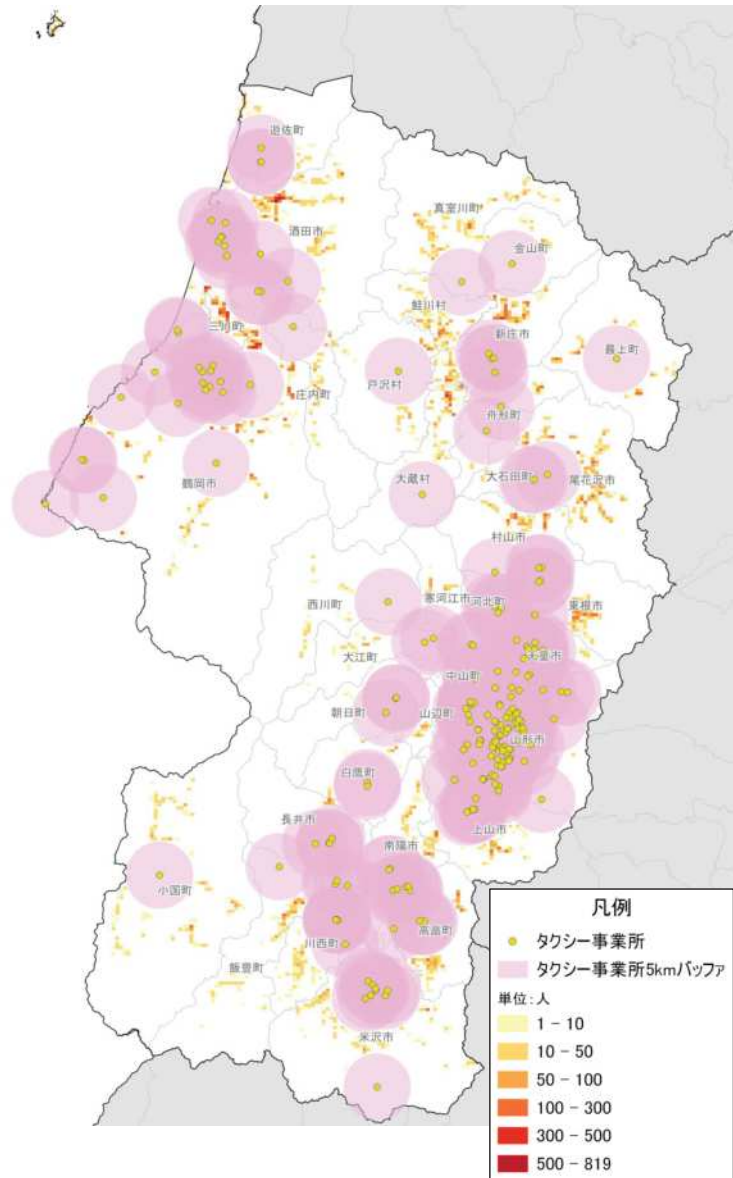 遊佐町
酒田市
真室川町
金山町
鮭川村
三川町
新庄市
最上町
戸沢村
庄内町
舟形町
大蔵村
大石田町
尾花沢市
鶴岡市
村山市
西川町
寒河江市
河北町
東根市
大江町
天童市
中山町
朝日町
山辺町
山形市
白鷹町
長井市
上山市
南陽市
小国町
高畠町
川西町
飯豊町
米沢市
凡例
タクシー事業所
タクシー事業所5kmバッファ
単位:人
1 - 10
10 - 50
50 - 100
100 - 300
300 - 500
500 - 819